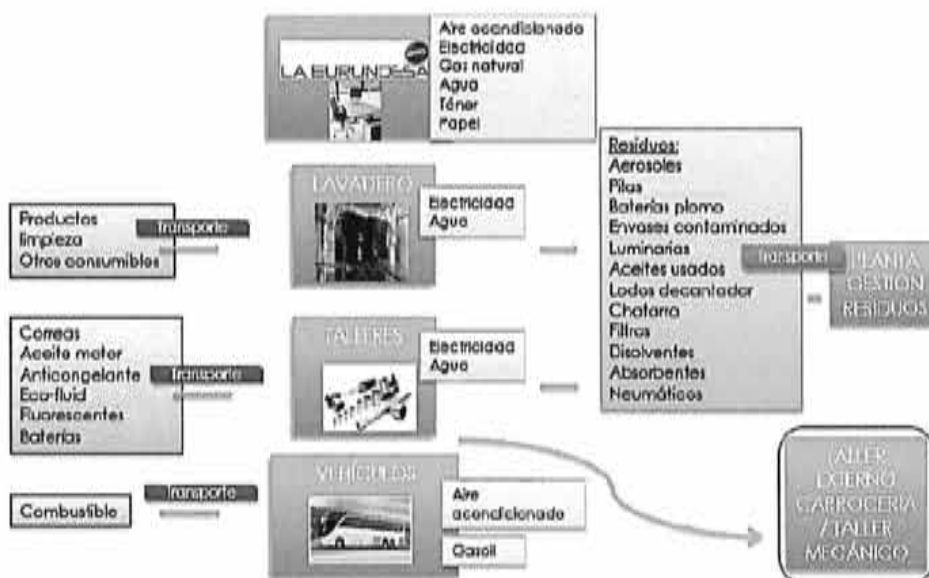 LA BURUNDESA
Aire acondicionado
Electricidad
Gas natural
Agua
Tóner
Papel
Productos
limpieza
Otros consumibles
Transporte
LAVADERO
Electricidad
Agua
Correas
Aceite motor
Anticongelante
Eco-fluid
Fluorescentes
Baterías
Transporte
TALLERES
Electricidad
Agua
Combustible
Transporte
VEHÍCULOS
Aire
acondicionado
Gasoil
Residuos:
Aerosoles
Pilas
Baterías plomo
Envases contaminados
Luminarias
Aceites usados
Lodos decantador
Chatarra
Filtros
Disolventes
Absorbentes
Neumáticos
Transporte
PLANTA
GESTIÓN
RESIDUOS
TALLER
EXTERNO
CARROCERÍA
/TALLER
MECÁNICO